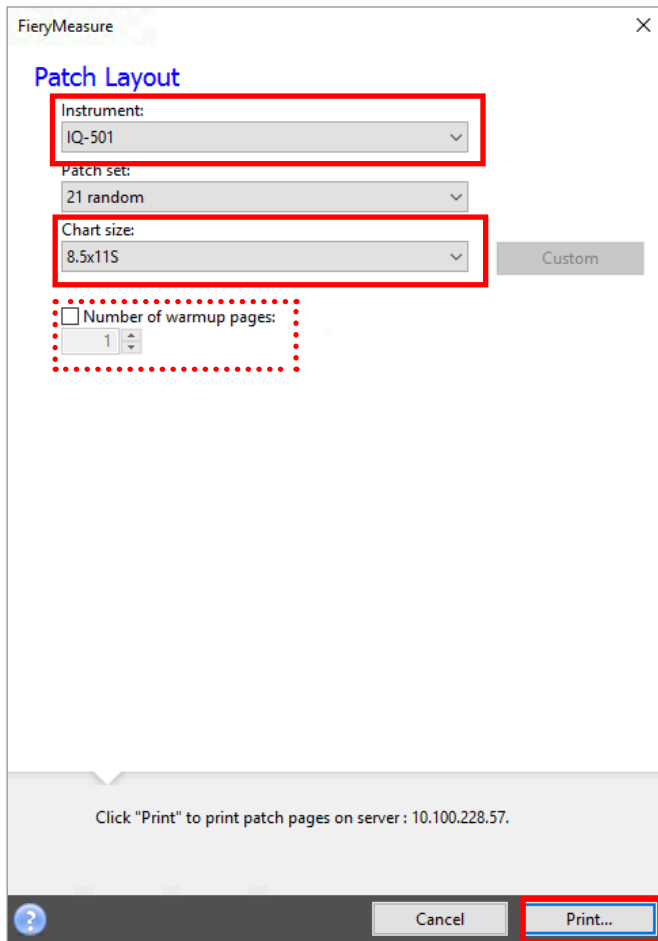 FieryMeasure
Patch Layout
Instrument:
IQ-501
Patch set:
21 random
Chart size:
8.5x11S
Custom
Number of warmup pages:
1
Click "Print" to print patch pages on server : 10.100.228.57.
?
Cancel
Print...